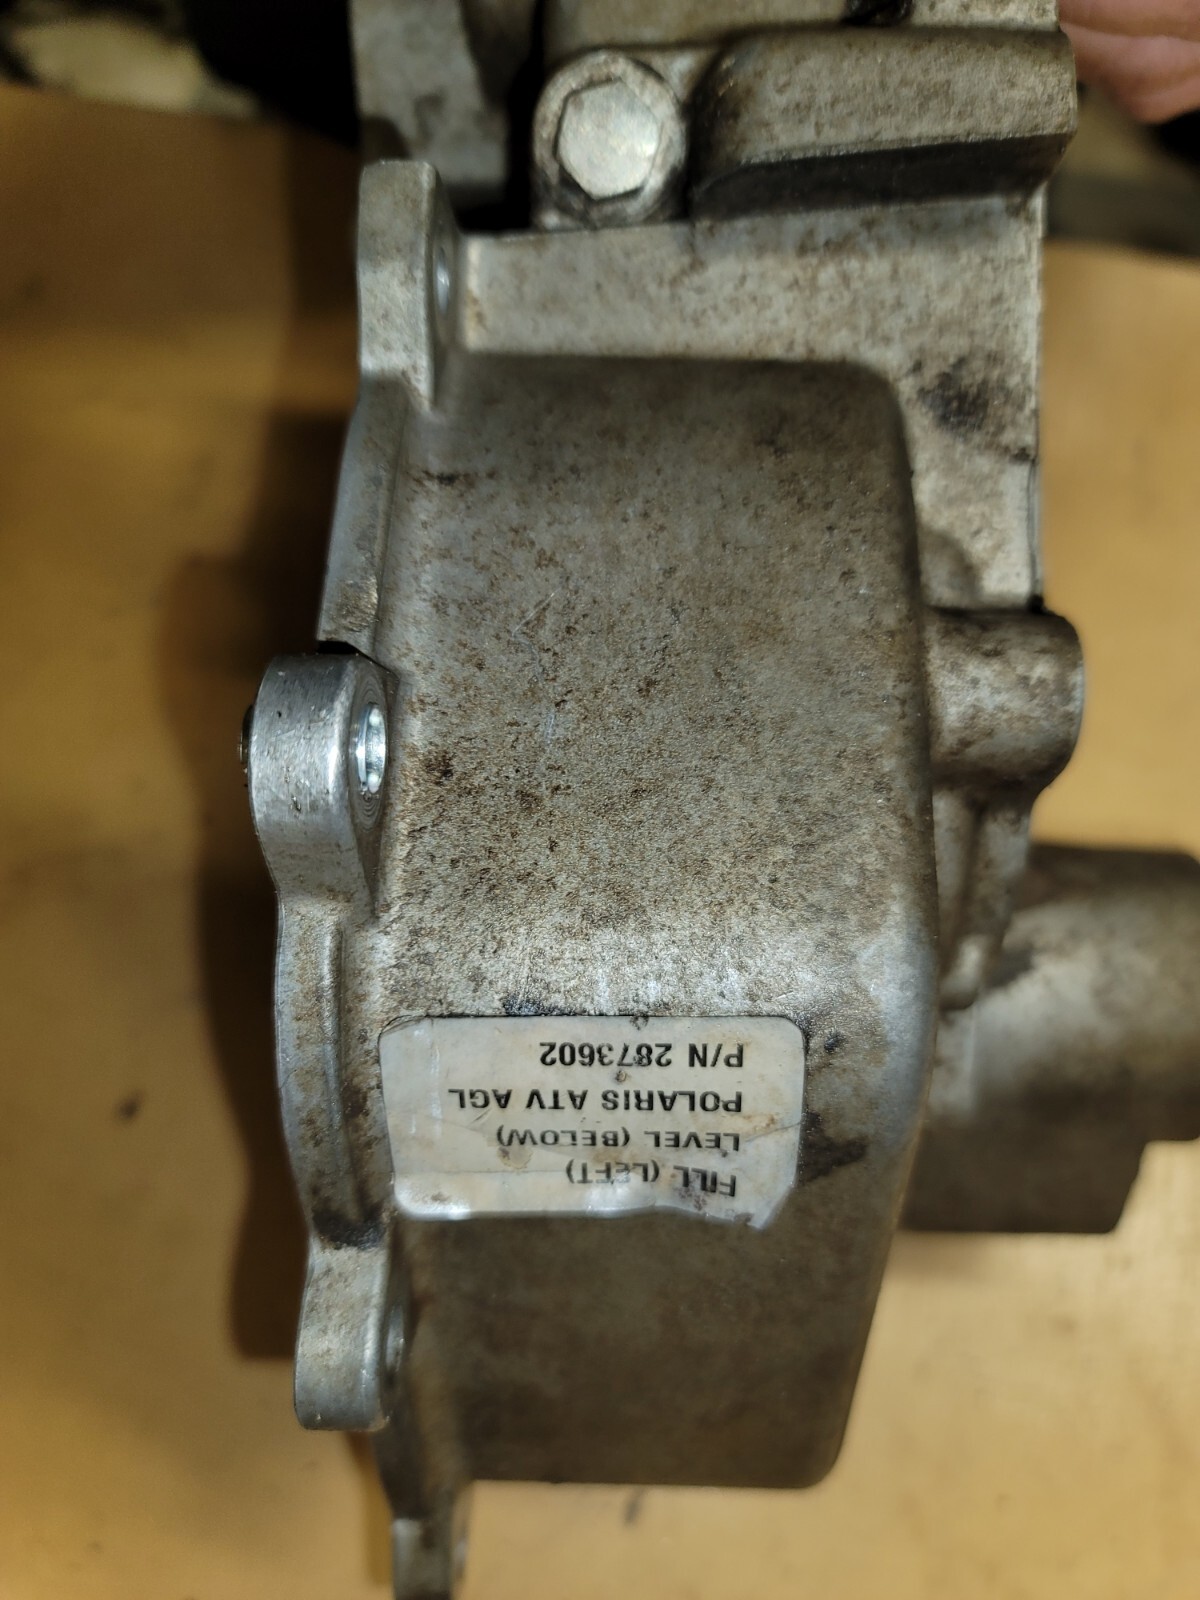 FILL (LEFT)
LEVEL (BELOW)
POLARIS ATV AGL
P/N 2873602